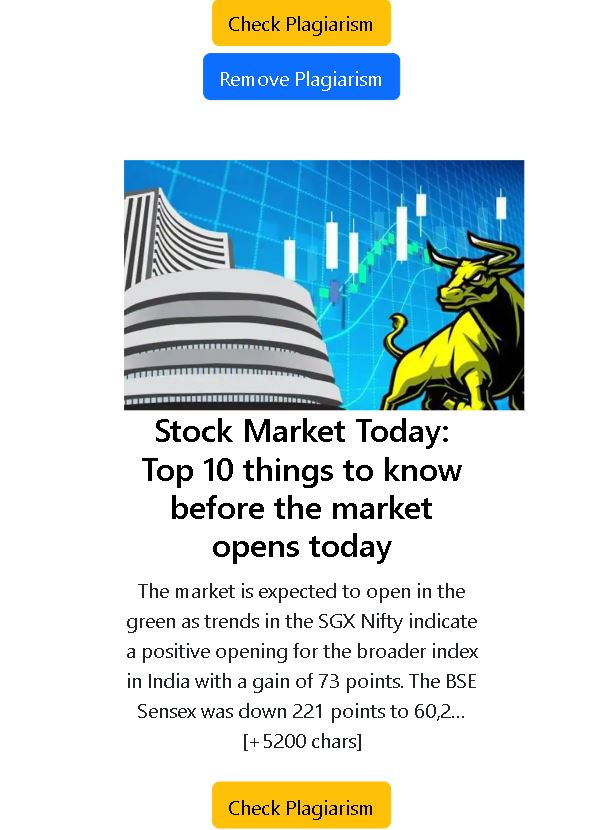 Check Plagiarism
Remove Plagiarism
Stock Market Today:
Top 10 things to know
before the market
opens today
The market is expected to open in the
green as trends in the SGX Nifty indicate
a positive opening for the broader index
in India with a gain of 73 points. The BSE
Sensex was down 221 points to 60,2...
[+5200 chars]
Check Plagiarism